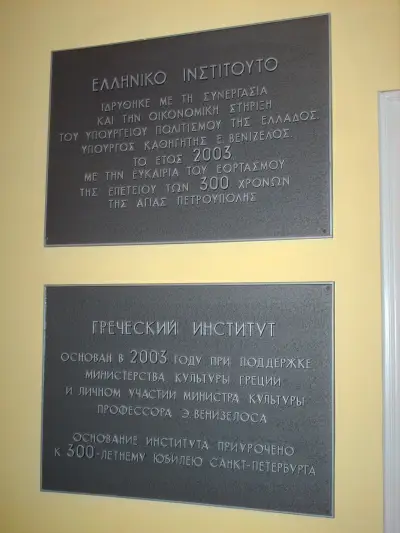 ΕΛΛΗΝΙΚΟ ΙΝΣΤΙΤΟΥΤΟ
ΙΔΡΥΘΗΚΕ ΜΕ ΤΗ ΣΥΝΕΡΓΑΣΙΑ
ΚΑΙ ΤΗΝ ΟΙΚΟΝΟΜΙΚΗ ΣΤΗΡΙΞΗ
ΤΟΥ ΥΠΟΥΡΓΕΙΟΥ ΠΟΛΙΤΙΣΜΟΥ ΤΗΣ ΕΛΛΑΔΟΣ.
ΥΠΟΥΡΓΟΣ ΚΑΘΗΓΗΤΗΣ Ε.ΒΕΝΙΖΕΛΟΣ.
ΤΟ ΕΤΟΣ 2003
ΜΕ ΤΗΝ ΕΥΚΑΙΡΙΑ ΤΟΥ ΕΟΡΤΑΣΜΟΥ
ΤΗΣ ΕΠΕΤΕΙΟΥ ΤΩΝ 300 ΧΡΟΝΩΝ
ΤΗΣ ΑΓΙΑΣ ΠΕΤΡΟΥΠΟΛΗΣ
ГРЕЧЕСКИЙ ИНСТИТУТ
ОСНОВАН В 2003 ГОДУ ПРИ ПОДДЕРЖКЕ
МИНИСТЕРСТВА КУЛЬТУРЫ ГРЕЦИИ
И ЛИЧНОМ УЧАСТИИ МИНИСТРА КУЛЬТУРЫ
ПРОФЕССОРА Э.ВЕНИЗЕЛОСА
ОСНОВАНИЕ ИНСТИТУТА ПРИУРОЧЕНО
К 300-ЛЕТНЕМУ ЮБИЛЕЮ САНКТ-ПЕТЕРБУРГА